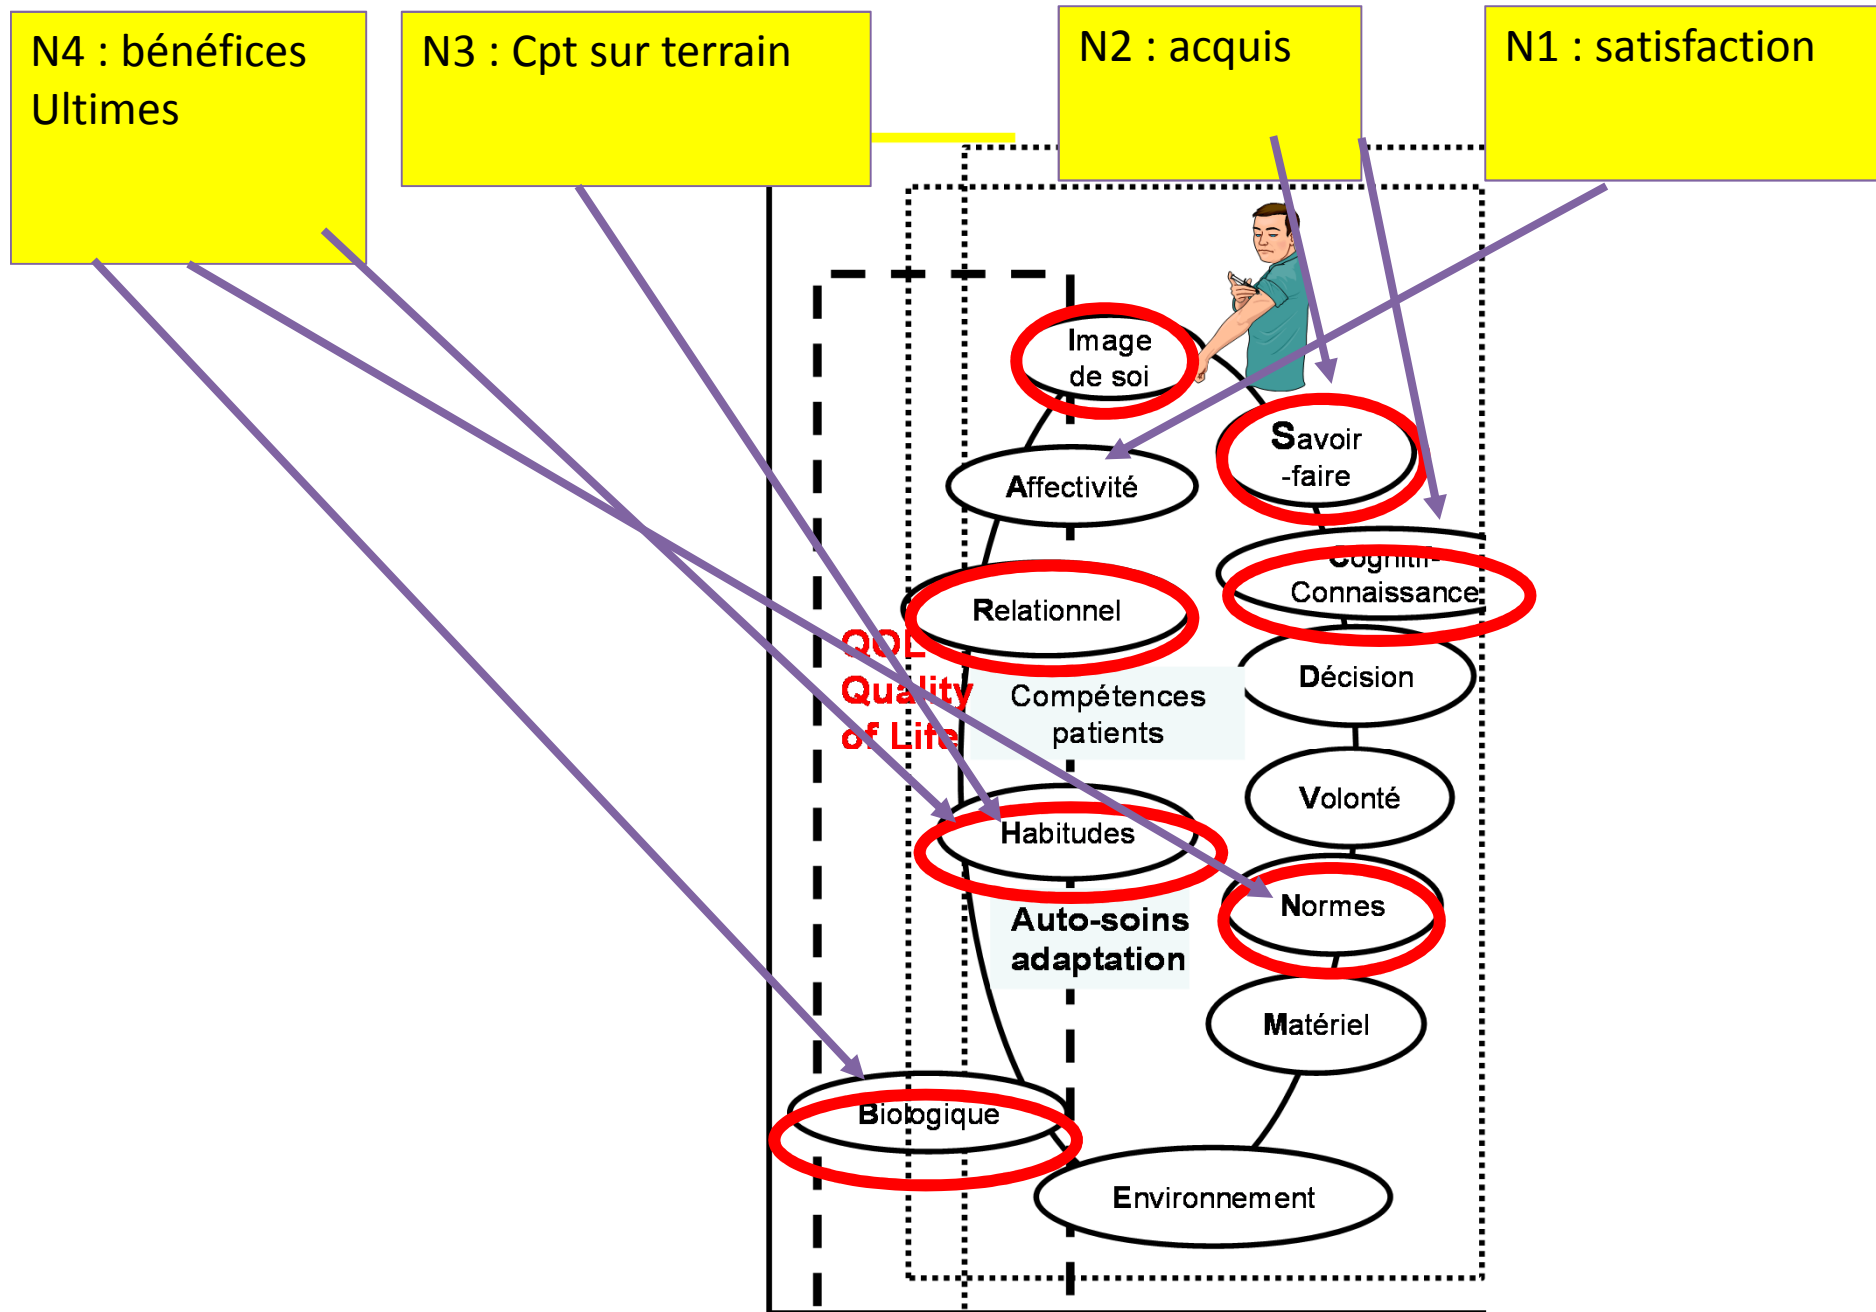 N4 : bénéfices
Ultimes
N3 : Cpt sur terrain
N2 : acquis
N1 : satisfaction
Image
de soi
Savoir
-faire
Affectivité
Cognitif-
Connaissance
Relationnel
QOL
Quality
of Life
Compétences
patients
Décision
Volonté
Habitudes
Normes
Auto-soins
adaptation
Matériel
Biologique
Environnement